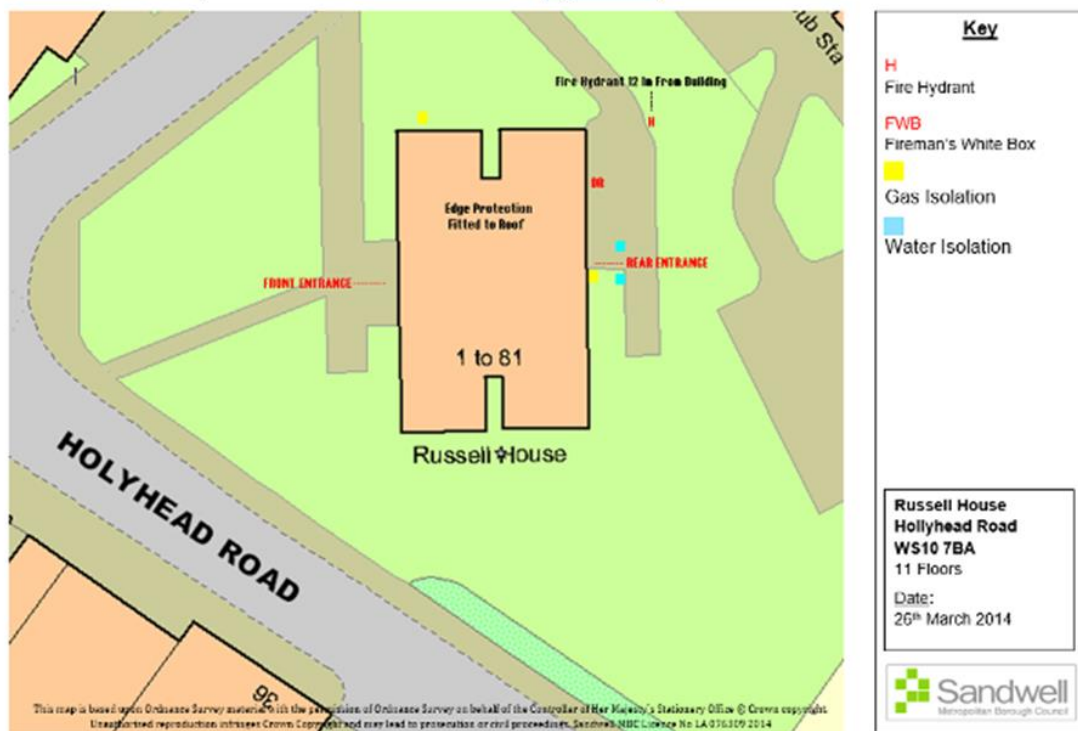 ub Sta
Fire Hydrant 12 In From Building
H
DR
Edge Protection
Fitted to Roof
FRONT ENTRANCE
REAR ENTRANCE
1 to 81
Russell House
HOLYHEAD ROAD
36
This map is based upon Ordnance Survey material with the permission of Ordnance Survey on behalf of the Controller of Her Majesty's Stationery Office © Crown copyright.
Unauthorised reproduction infringes Crown Copyright and may lead to prosecution or civil proceedings. Sandwell MBC Licence No LA 076309 2014
Key
H
Fire Hydrant
FWB
Fireman's White Box
Gas Isolation
Water Isolation
Russell House
Hollyhead Road
WS10 7BA
11 Floors
Date:
26th March 2014
Sandwell
Metropolitan Borough Council